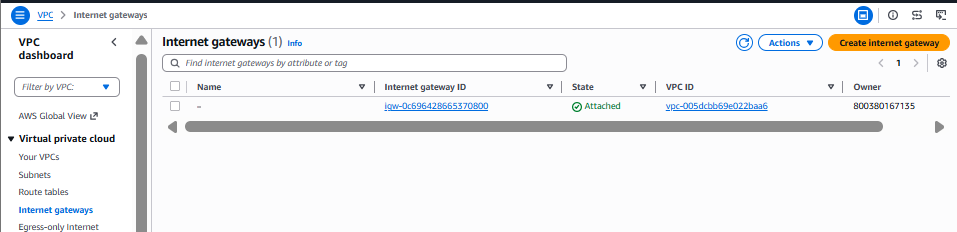 VPC > Internet gateways
VPC dashboard
Filter by VPC:
AWS Global View
Virtual private cloud
Your VPCs
Subnets
Route tables
Internet gateways
Egress-only Internet
Internet gateways (1) Info
Actions
Create internet gateway
Find internet gateways by attribute or tag
1
Name Internet gateway ID State VPC ID Owner
– igw-0c696428665370800 Attached vpc-005dcbb69e022baa6 800380167135